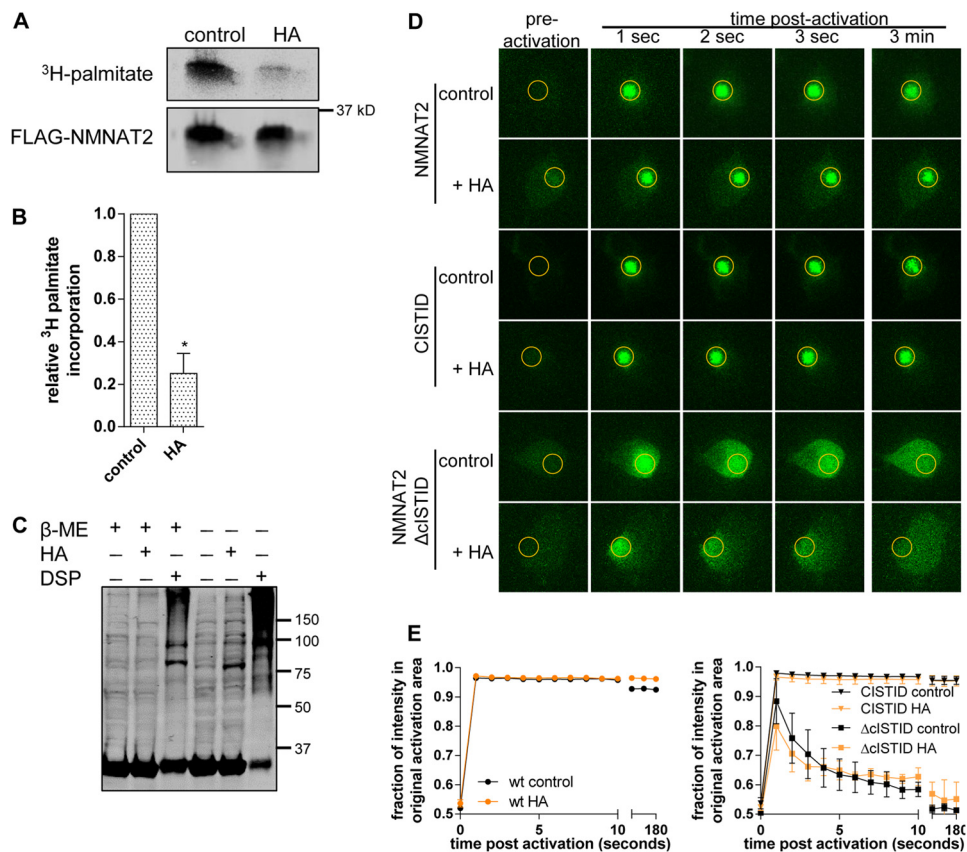 A
control HA
³H-palmitate
37 kD
FLAG-NMNAT2
B
relative ³H palmitate
incorporation
1.0
0.8
0.6
0.4
0.2
0.0
*
control
HA
C
β-ME + + + – – –
HA – + – – + –
DSP – – + – – +
150
100
75
50
37
D
pre-
activation
time post-activation
1 sec 2 sec 3 sec 3 min
NMNAT2
control
+ HA
CISTID
control
+ HA
NMNAT2
ΔcISTID
control
+ HA
E
fraction of intensity in
original activation area
1.0
0.9
0.8
0.7
0.6
0.5
wt control
wt HA
0 5 10 180
time post activation (seconds)
fraction of intensity in
original activation area
1.0
0.9
0.8
0.7
0.6
0.5
CISTID control
CISTID HA
ΔcISTID control
ΔcISTID HA
0 5 10 180
time post activation (seconds)